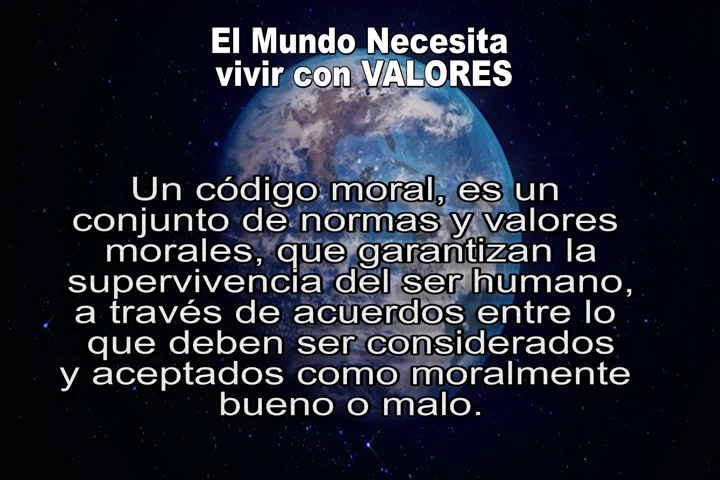 El Mundo Necesita
vivir con VALORES
Un código moral, es un
conjunto de normas y valores
morales, que garantizan la
supervivencia del ser humano,
a través de acuerdos entre lo
que deben ser considerados
y aceptados como moralmente
bueno o malo.